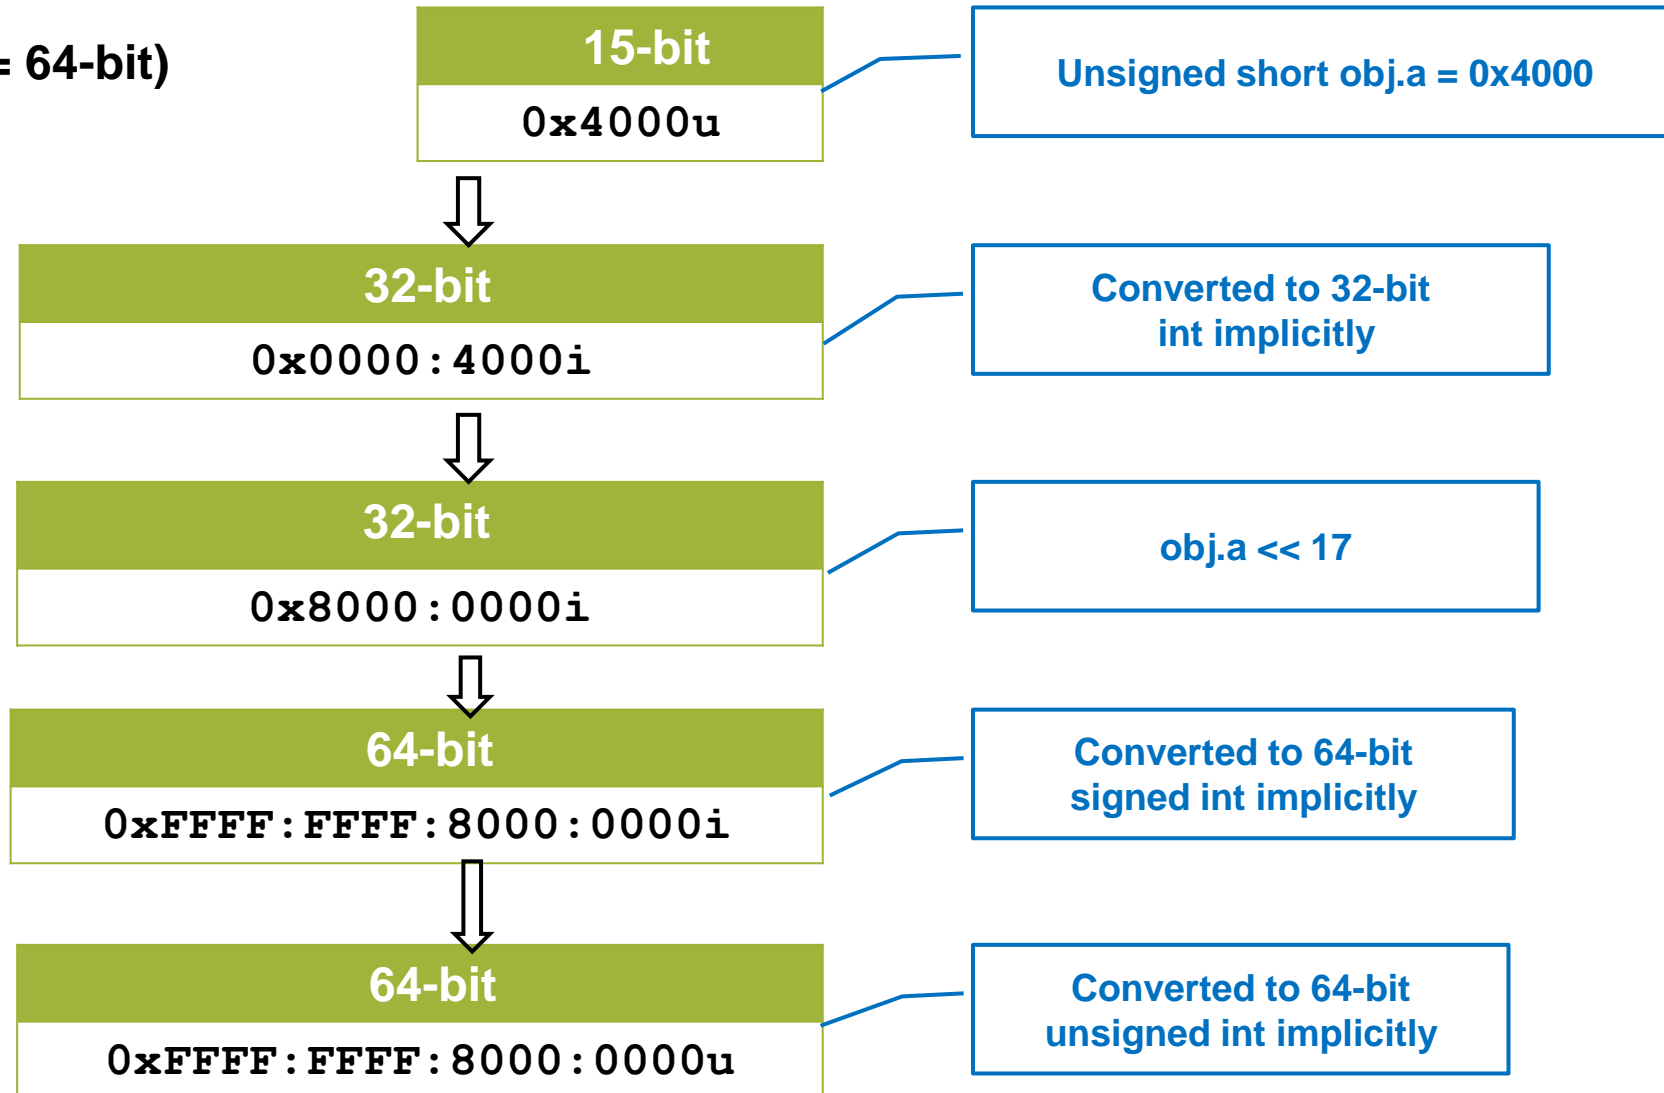 = 64-bit)
15-bit
0x4000u
Unsigned short obj.a = 0x4000
32-bit
0x0000:4000i
Converted to 32-bit
int implicitly
32-bit
0x8000:0000i
obj.a << 17
64-bit
0xFFFF:FFFF:8000:0000i
Converted to 64-bit
signed int implicitly
64-bit
0xFFFF:FFFF:8000:0000u
Converted to 64-bit
unsigned int implicitly